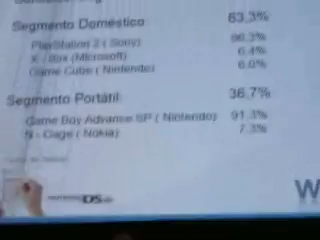 Segmento Doméstico: 63,3%
PlayStation 2 ( Sony) 86,3%
X - Box (Microsoft) 6,4%
Game Cube ( Nintendo) 6,0%
Segmento Portátil: 36,7%
Game Boy Advance SP ( Nintendo) 91,3%
N - Gage ( Nokia) 7,3%
NINTENDO DS
W